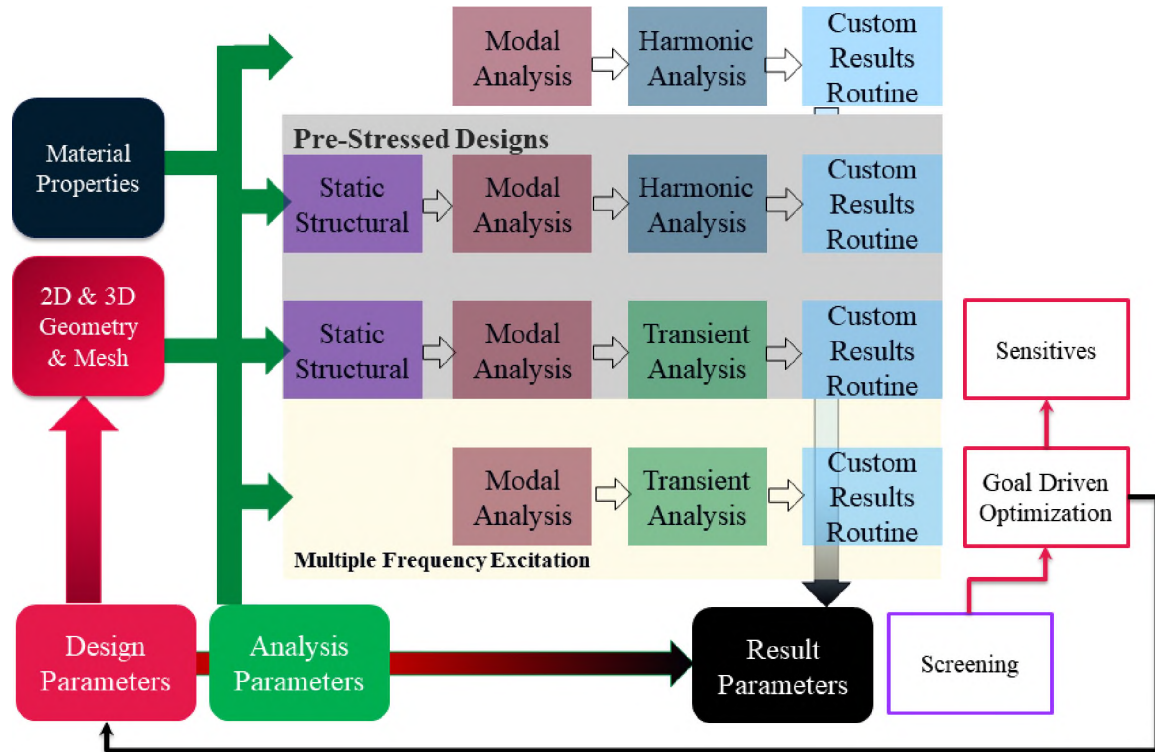 Modal
Analysis
Harmonic
Analysis
Custom
Results
Routine
Material
Properties
Pre-Stressed Designs
Static
Structural
Modal
Analysis
Harmonic
Analysis
Custom
Results
Routine
2D & 3D
Geometry
& Mesh
Static
Structural
Modal
Analysis
Transient
Analysis
Custom
Results
Routine
Sensitives
Modal
Analysis
Transient
Analysis
Custom
Results
Routine
Goal Driven
Optimization
Multiple Frequency Excitation
Design
Parameters
Analysis
Parameters
Result
Parameters
Screening